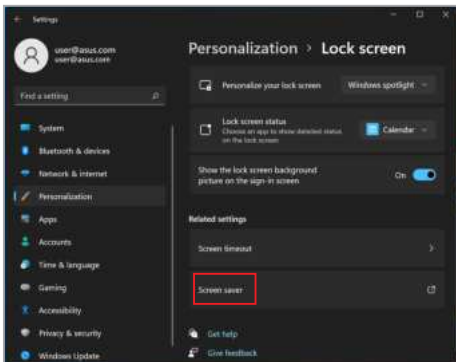 Settings
user@asus.com
user@asus.com
Find a setting
System
Bluetooth & devices
Network & internet
Personalization
Apps
Accounts
Time & language
Gaming
Accessibility
Privacy & security
Windows Update
Personalization > Lock screen
Personalize your lock screen
Windows spotlight
Lock screen status
Choose an app to show detailed status
on the lock screen
Calendar
Show the lock screen background
picture on the sign-in screen
On
Related settings
Screen timeout
Screen saver
Get help
Give feedback